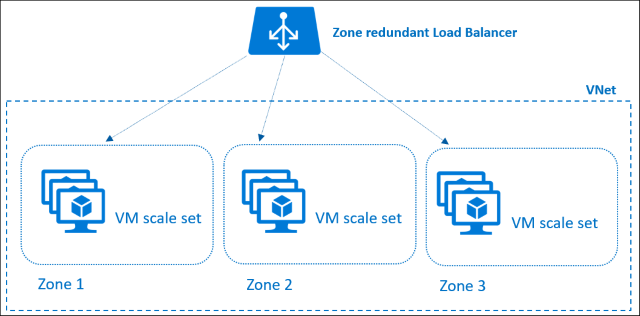 Zone redundant Load Balancer
VNet
VM scale set
VM scale set
VM scale set
Zone 1
Zone 2
Zone 3